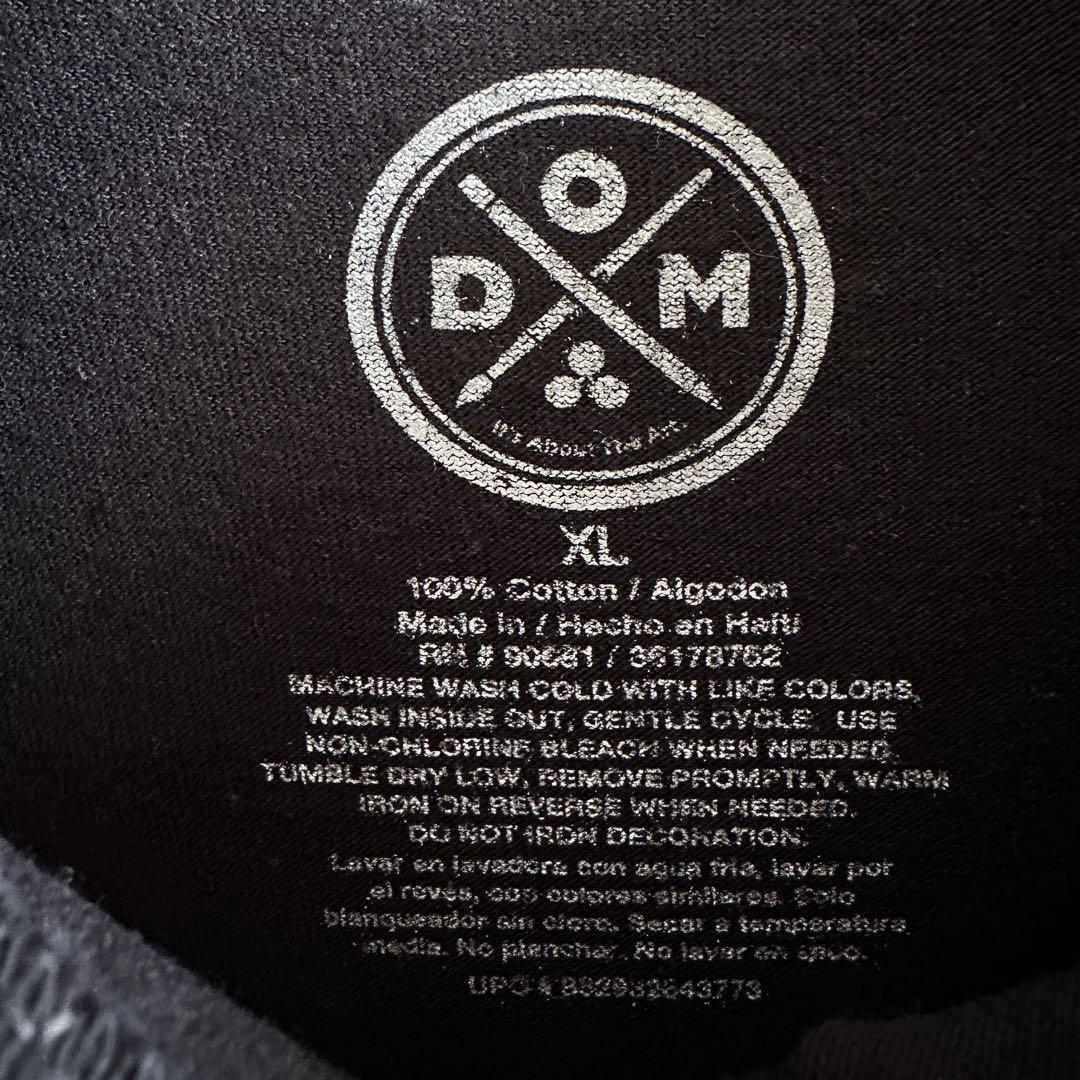 O
D M
It's About The Art.
XL
100% Cotton / Algodon
Made in / Hecho en Haiti
RN # 90681 / 36178762
MACHINE WASH COLD WITH LIKE COLORS,
WASH INSIDE OUT, GENTLE CYCLE. USE
NON-CHLORINE BLEACH WHEN NEEDED.
TUMBLE DRY LOW, REMOVE PROMPTLY, WARM
IRON ON REVERSE WHEN NEEDED.
DO NOT IRON DECORATION.
Lavar en lavadora con agua fria, lavar por
el revés, con colores similares. Solo
blanqueador sin cloro. Secar a temperatura
media. No planchar. No lavar en
UPC #